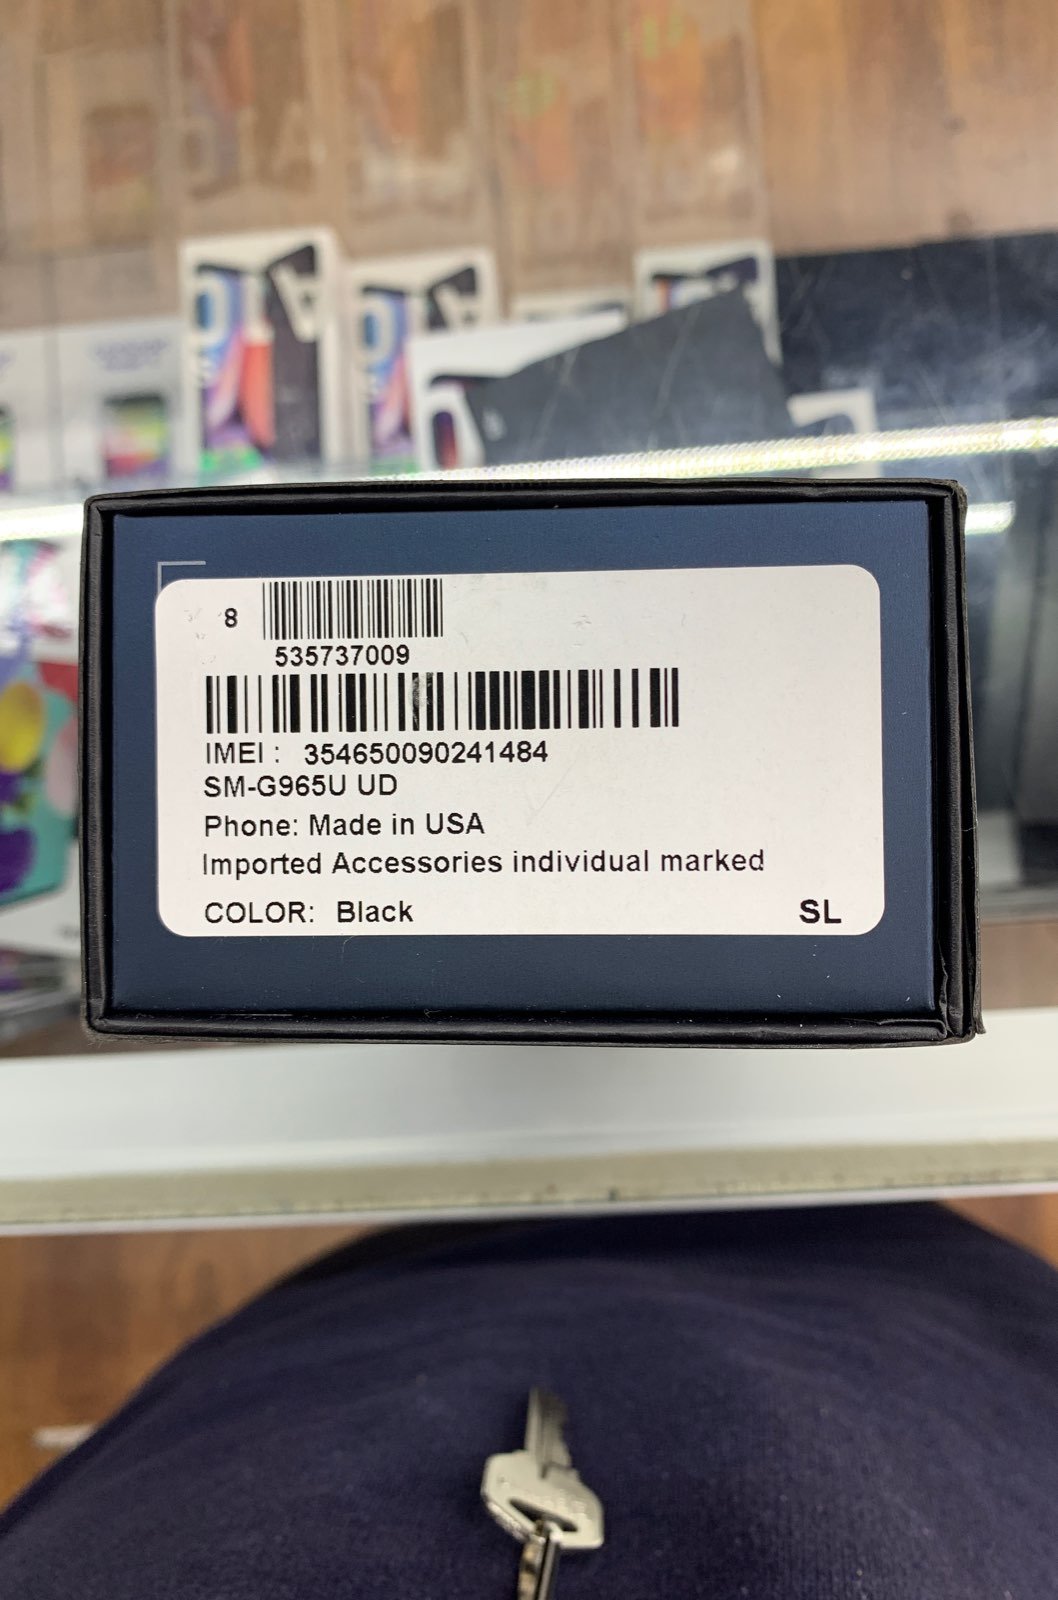 8
535737009
IMEI : 354650090241484
SM-G965U UD
Phone: Made in USA
Imported Accessories individual marked
COLOR: Black SL